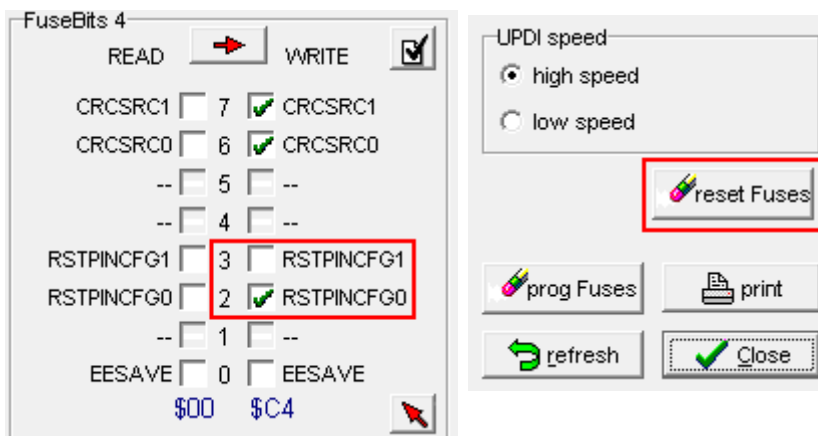 FuseBits 4
READ WRITE
CRCSRC1 7 CRCSRC1
CRCSRC0 6 CRCSRC0
-- 5 --
-- 4 --
RSTPINCFG1 3 RSTPINCFG1
RSTPINCFG0 2 RSTPINCFG0
-- 1 --
EESAVE 0 EESAVE
$00 $C4
UPDI speed
high speed
low speed
reset Fuses
prog Fuses print
refresh Close